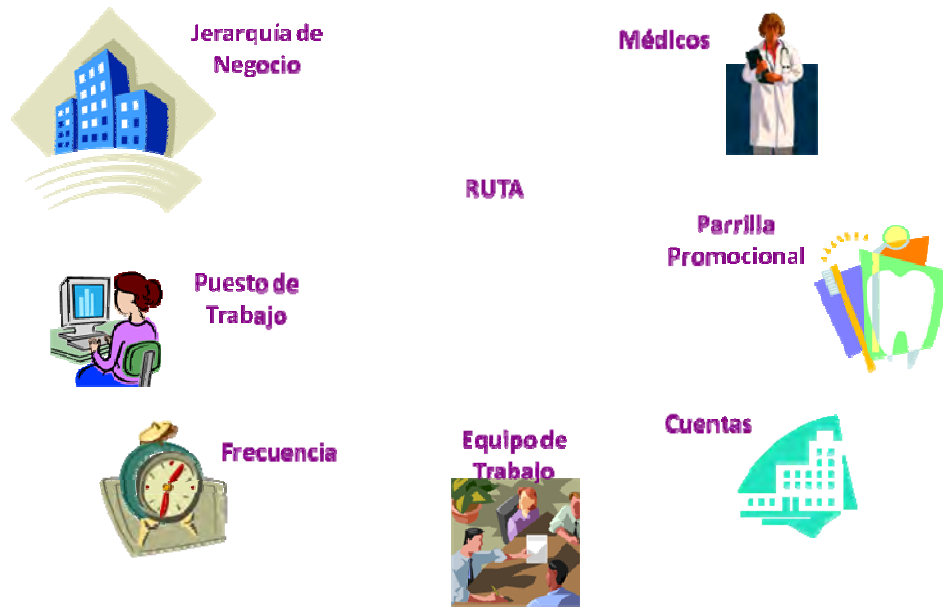 Jerarquía de
Negocio
Médicos
RUTA
Parrilla
Promocional
Puesto de
Trabajo
Cuentas
Frecuencia
Equipo de
Trabajo